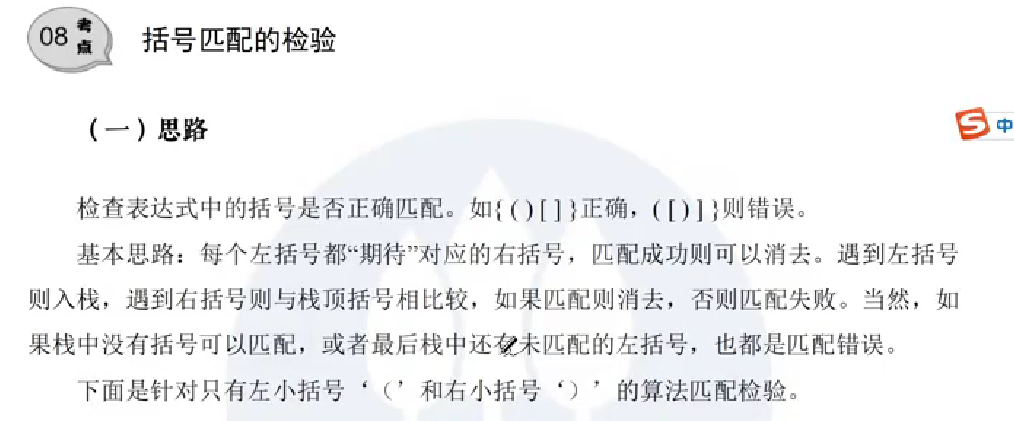 08 考点 括号匹配的检验
（一）思路
S 中
检查表达式中的括号是否正确匹配。如{()[]}正确，([)]}则错误。
基本思路：每个左括号都“期待”对应的右括号，匹配成功则可以消去。遇到左括号
则入栈，遇到右括号则与栈顶括号相比较，如果匹配则消去，否则匹配失败。当然，如
果栈中没有括号可以匹配，或者最后栈中还有未匹配的左括号，也都是匹配错误。
下面是针对只有左小括号‘（’和右小括号‘）’的算法匹配检验。